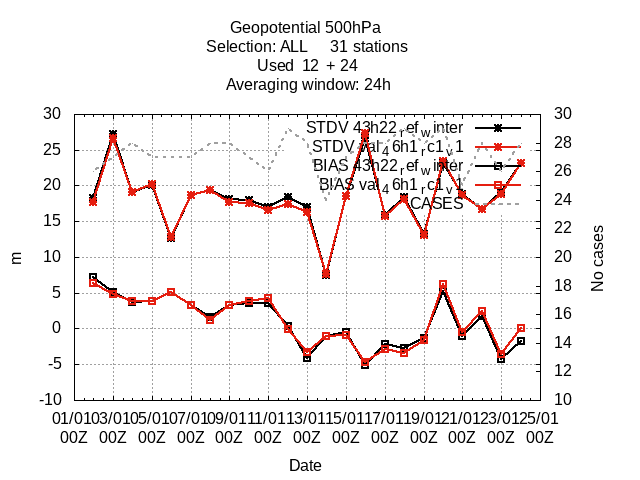 Geopotential 500hPa
Selection: ALL 31 stations
Used 12 + 24
Averaging window: 24h
30 30
25 28
20 26
15 24
10 22
5 20
0 18
-5 16
-10 14
12
10
STDV 43h22_ref_winter
STDV val_46h1_rc1_v1
BIAS 43h22_ref_winter
BIAS val_46h1_rc1_v1
CASES
m
No cases
01/01 03/01 05/01 07/01 09/01 11/01 13/01 15/01 17/01 19/01 21/01 23/01 25/01
00Z 00Z 00Z 00Z 00Z 00Z 00Z 00Z 00Z 00Z 00Z 00Z 00Z
Date